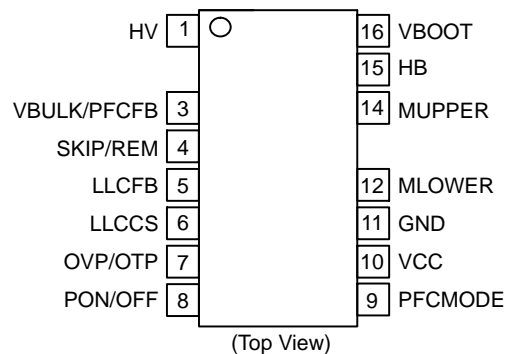 HV 1 16 VBOOT
15 HB
VBULK/PFCFB 3 14 MUPPER
SKIP/REM 4
LLCFB 5 12 MLOWER
LLCCS 6 11 GND
OVP/OTP 7 10 VCC
PON/OFF 8 9 PFCMODE
(Top View)